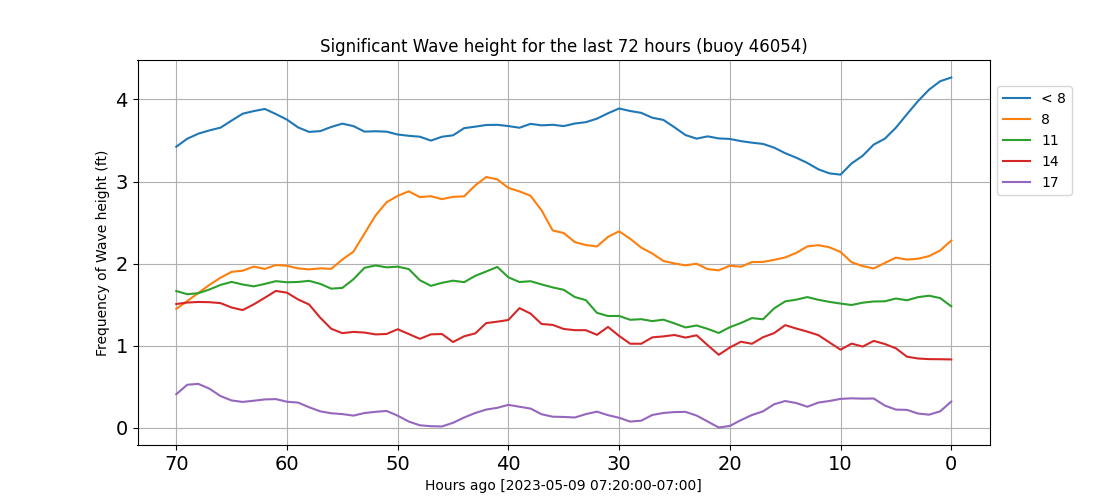 Significant Wave height for the last 72 hours (buoy 46054)
Frequency of Wave height (ft)
4
3
2
1
0
70 60 50 40 30 20 10 0
Hours ago [2023-05-09 07:20:00-07:00]
< 8
8
11
14
17